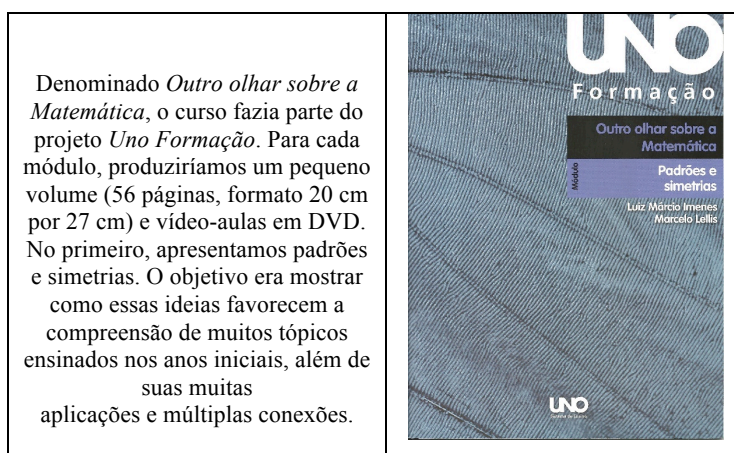 Denominado Outro olhar sobre a
Matemática, o curso fazia parte do
projeto Uno Formação. Para cada
módulo, produziríamos um pequeno
volume (56 páginas, formato 20 cm
por 27 cm) e vídeo-aulas em DVD.
No primeiro, apresentamos padrões
e simetrias. O objetivo era mostrar
como essas ideias favorecem a
compreensão de muitos tópicos
ensinados nos anos iniciais, além de
suas muitas
aplicações e múltiplas conexões.
UNO
Formação
Outro olhar sobre a
Matemática
Módulo
Padrões e
simetrias
Luiz Márcio Imenes
Marcelo Lellis
UNO